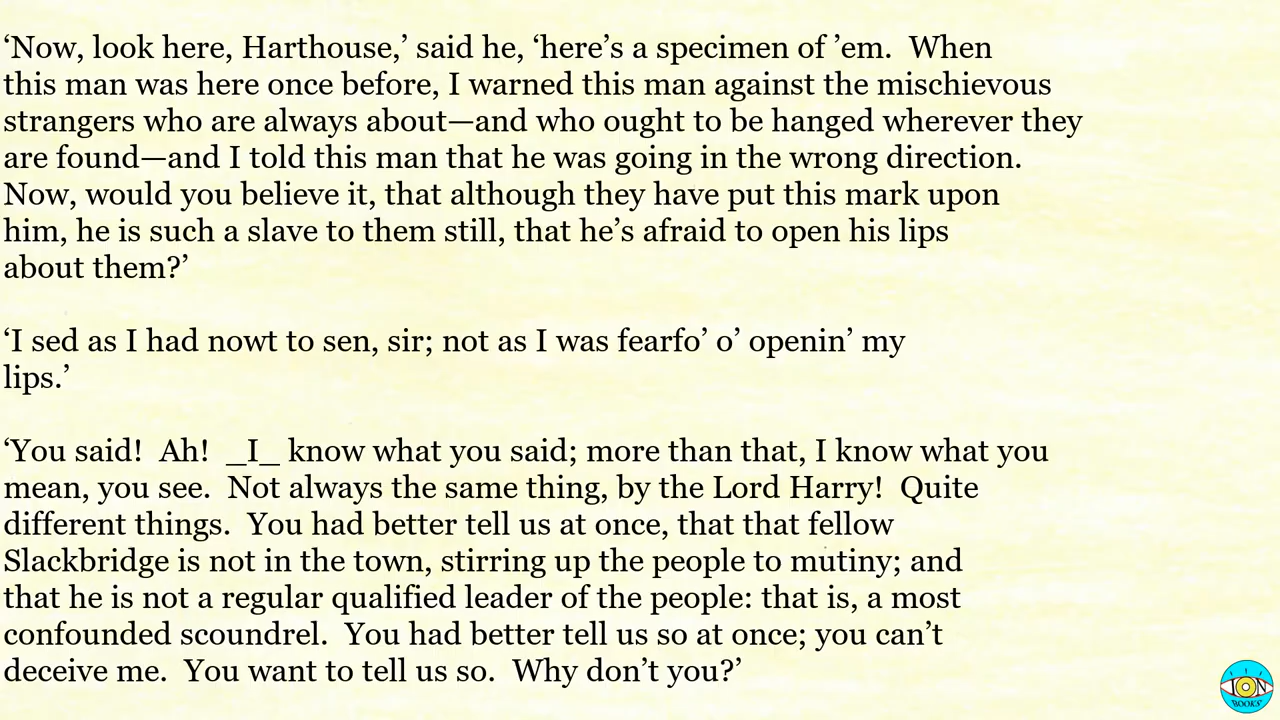 ‘Now, look here, Harthouse,’ said he, ‘here’s a specimen of ’em.  When
this man was here once before, I warned this man against the mischievous
strangers who are always about—and who ought to be hanged wherever they
are found—and I told this man that he was going in the wrong direction.
Now, would you believe it, that although they have put this mark upon
him, he is such a slave to them still, that he’s afraid to open his lips
about them?’

‘I sed as I had nowt to sen, sir; not as I was fearfo’ o’ openin’ my
lips.’

‘You said!  Ah!  _I_ know what you said; more than that, I know what you
mean, you see.  Not always the same thing, by the Lord Harry!  Quite
different things.  You had better tell us at once, that that fellow
Slackbridge is not in the town, stirring up the people to mutiny; and
that he is not a regular qualified leader of the people: that is, a most
confounded scoundrel.  You had better tell us so at once; you can’t
deceive me.  You want to tell us so.  Why don’t you?’
ION
BOOKS